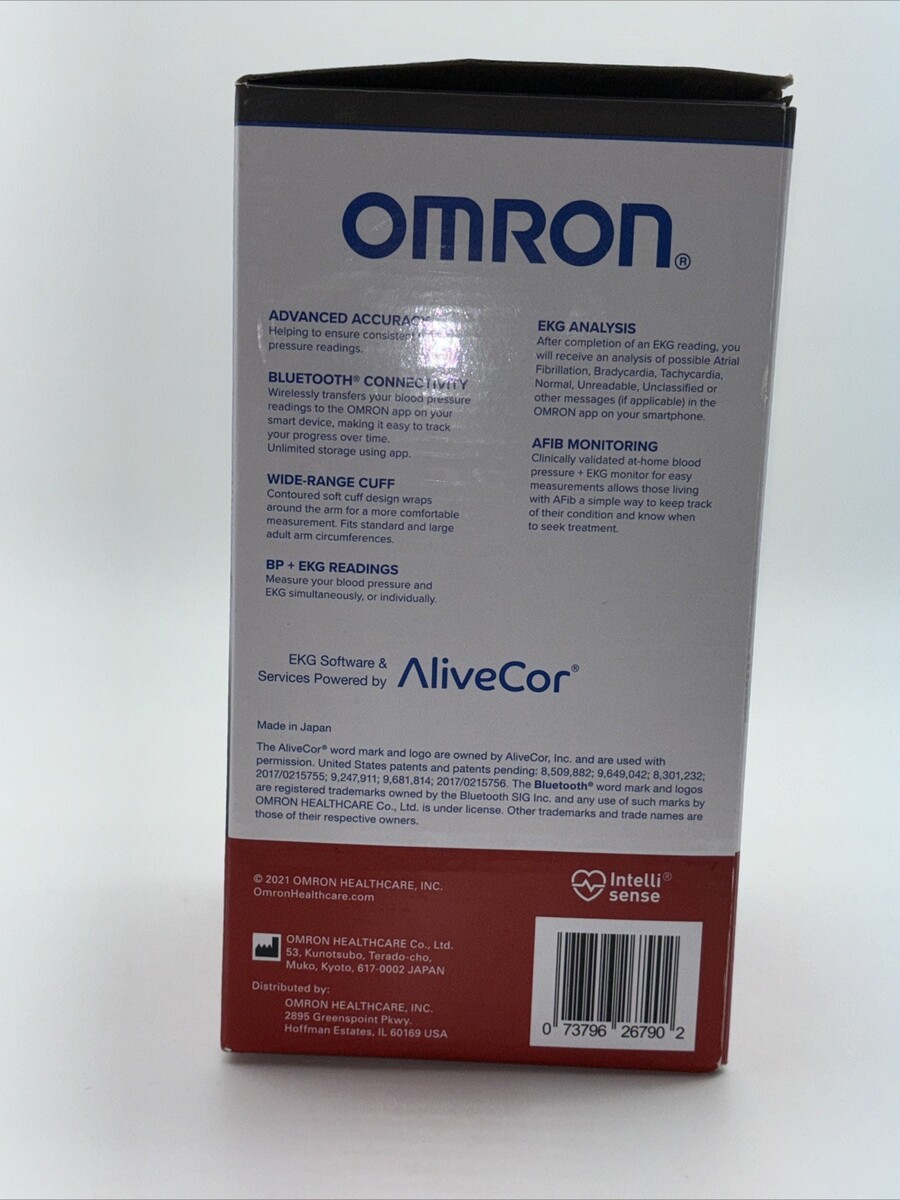 OMRON®
ADVANCED ACCURACY
Helping to ensure consistent
pressure readings.
BLUETOOTH® CONNECTIVITY
Wirelessly transfers your blood pressure
readings to the OMRON app on your
smart device, making it easy to track
your progress over time.
Unlimited storage using app.
WIDE-RANGE CUFF
Contoured soft cuff design wraps
around the arm for a more comfortable
measurement. Fits standard and large
adult arm circumferences.
BP + EKG READINGS
Measure your blood pressure and
EKG simultaneously, or individually.
EKG ANALYSIS
After completion of an EKG reading, you
will receive an analysis of possible Atrial
Fibrillation, Bradycardia, Tachycardia,
Normal, Unreadable, Unclassified or
other messages (if applicable) in the
OMRON app on your smartphone.
AFIB MONITORING
Clinically validated at-home blood
pressure + EKG monitor for easy
measurements allows those living
with AFib a simple way to keep track
of their condition and know when
to seek treatment.
EKG Software &
Services Powered by
AliveCor®
Made in Japan
The AliveCor® word mark and logo are owned by AliveCor, Inc. and are used with
permission. United States patents and patents pending: 8,509,882; 9,649,042; 8,301,232;
2017/0215755; 9,247,911; 9,681,814; 2017/0215756. The Bluetooth® word mark and logos
are registered trademarks owned by the Bluetooth SIG Inc. and any use of such marks by
OMRON HEALTHCARE Co., Ltd. is under license. Other trademarks and trade names are
those of their respective owners.
© 2021 OMRON HEALTHCARE, INC.
OmronHealthcare.com
OMRON HEALTHCARE Co., Ltd.
53, Kunotsubo, Terado-cho,
Muko, Kyoto, 617-0002 JAPAN
Distributed by:
OMRON HEALTHCARE, INC.
2895 Greenspoint Pkwy.
Hoffman Estates, IL 60169 USA
Intelli®
sense
0 73796 26790 2